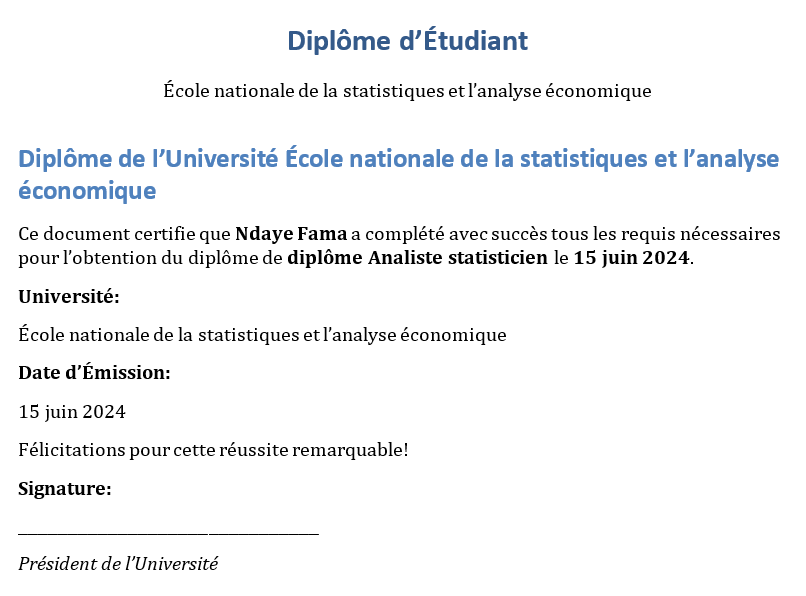 Diplôme d’Étudiant
École nationale de la statistiques et l’analyse économique
Diplôme de l’Université École nationale de la statistiques et l’analyse
économique
Ce document certifie que Ndaye Fama a complété avec succès tous les requis nécessaires
pour l’obtention du diplôme de diplôme Analiste statisticien le 15 juin 2024.
Université:
École nationale de la statistiques et l’analyse économique
Date d’Émission:
15 juin 2024
Félicitations pour cette réussite remarquable!
Signature:
______________________________
Président de l’Université